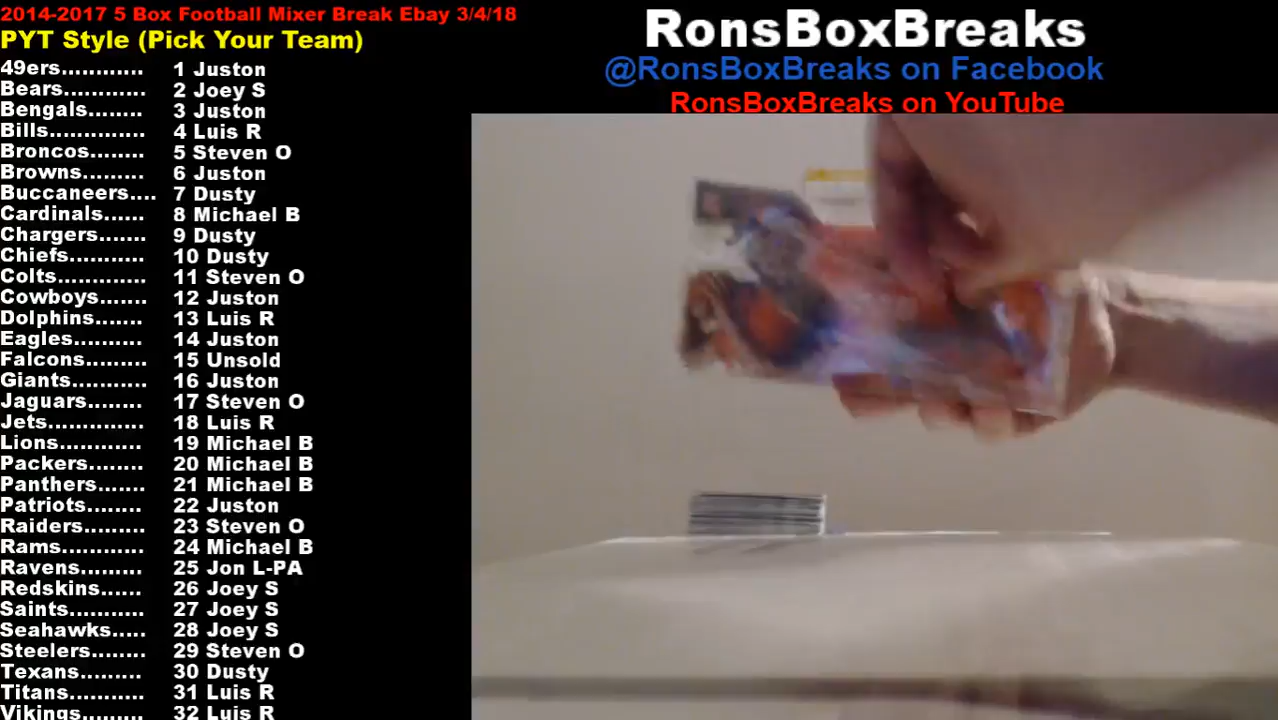 2014-2017 5 Box Football Mixer Break Ebay 3/4/18
PYT Style (Pick Your Team)
49ers............ 1 Juston
Bears............ 2 Joey S
Bengals........ 3 Juston
Bills.............. 4 Luis R
Broncos........ 5 Steven O
Browns......... 6 Juston
Buccaneers.... 7 Dusty
Cardinals...... 8 Michael B
Chargers....... 9 Dusty
Chiefs........... 10 Dusty
Colts............. 11 Steven O
Cowboys....... 12 Juston
Dolphins....... 13 Luis R
Eagles........... 14 Juston
Falcons......... 15 Unsold
Giants........... 16 Juston
Jaguars........ 17 Steven O
Jets.............. 18 Luis R
Lions............ 19 Michael B
Packers........ 20 Michael B
Panthers....... 21 Michael B
Patriots........ 22 Juston
Raiders......... 23 Steven O
Rams............ 24 Michael B
Ravens......... 25 Jon L-PA
Redskins...... 26 Joey S
Saints........... 27 Joey S
Seahawks..... 28 Joey S
Steelers........ 29 Steven O
Texans......... 30 Dusty
Titans........... 31 Luis R
Vikings......... 32 Luis R
RonsBoxBreaks
@RonsBoxBreaks on Facebook
RonsBoxBreaks on YouTube